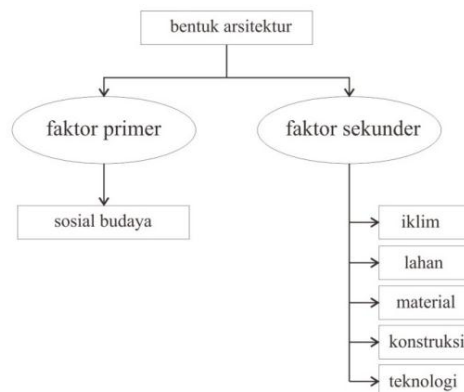 bentuk arsitektur
faktor primer
faktor sekunder
sosial budaya
iklim
lahan
material
konstruksi
teknologi